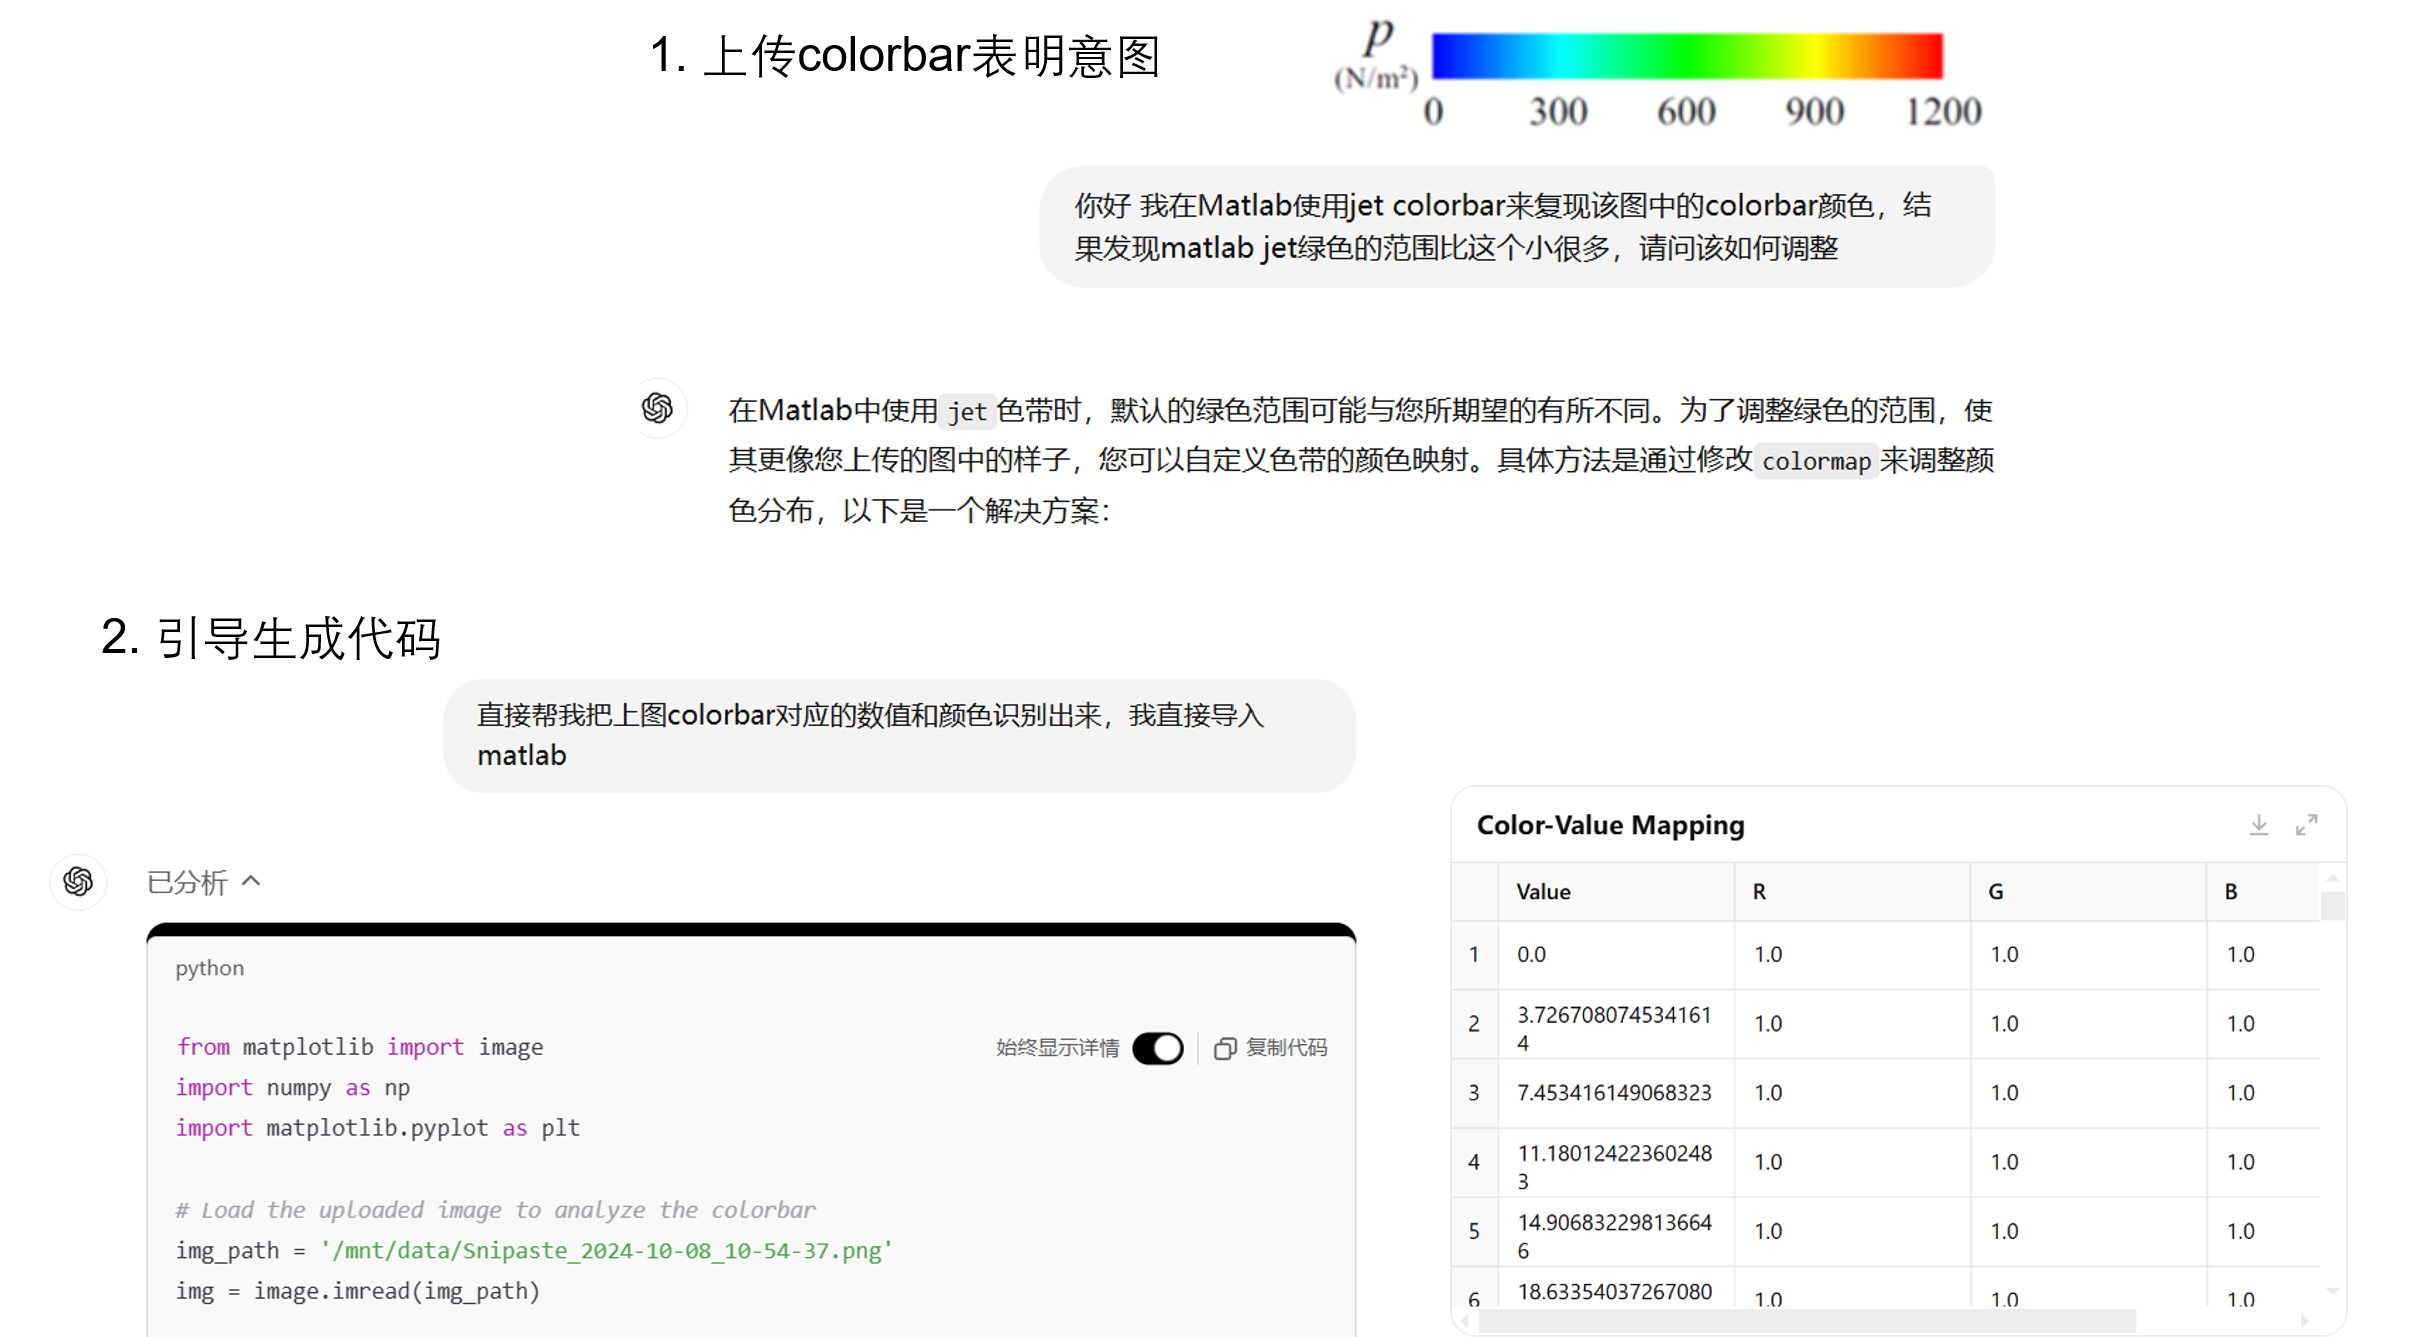 1. 上传colorbar表明意图
p
(N/m²)
0 300 600 900 1200
你好 我在Matlab使用jet colorbar来复现该图中的colorbar颜色，结
果发现matlab jet绿色的范围比这个小很多，请问该如何调整
在Matlab中使用 jet 色带时，默认的绿色范围可能与您所期望的有所不同。为了调整绿色的范围，使
其更像您上传的图中的样子，您可以自定义色带的颜色映射。具体方法是通过修改 colormap 来调整颜
色分布，以下是一个解决方案：
2. 引导生成代码
直接帮我把上图colorbar对应的数值和颜色识别出来，我直接导入
matlab
已分析
python
始终显示详情 复制代码
from matplotlib import image
import numpy as np
import matplotlib.pyplot as plt
# Load the uploaded image to analyze the colorbar
img_path = '/mnt/data/Snipaste_2024-10-08_10-54-37.png'
img = image.imread(img_path)
Color-Value Mapping
Value R G B
1 0.0 1.0 1.0 1.0
2 3.726708074534161
4 1.0 1.0 1.0
3 7.453416149068323 1.0 1.0 1.0
4 11.18012422360248
3 1.0 1.0 1.0
5 14.90683229813664
6 1.0 1.0 1.0
6 18.63354037267080 1.0 1.0 1.0